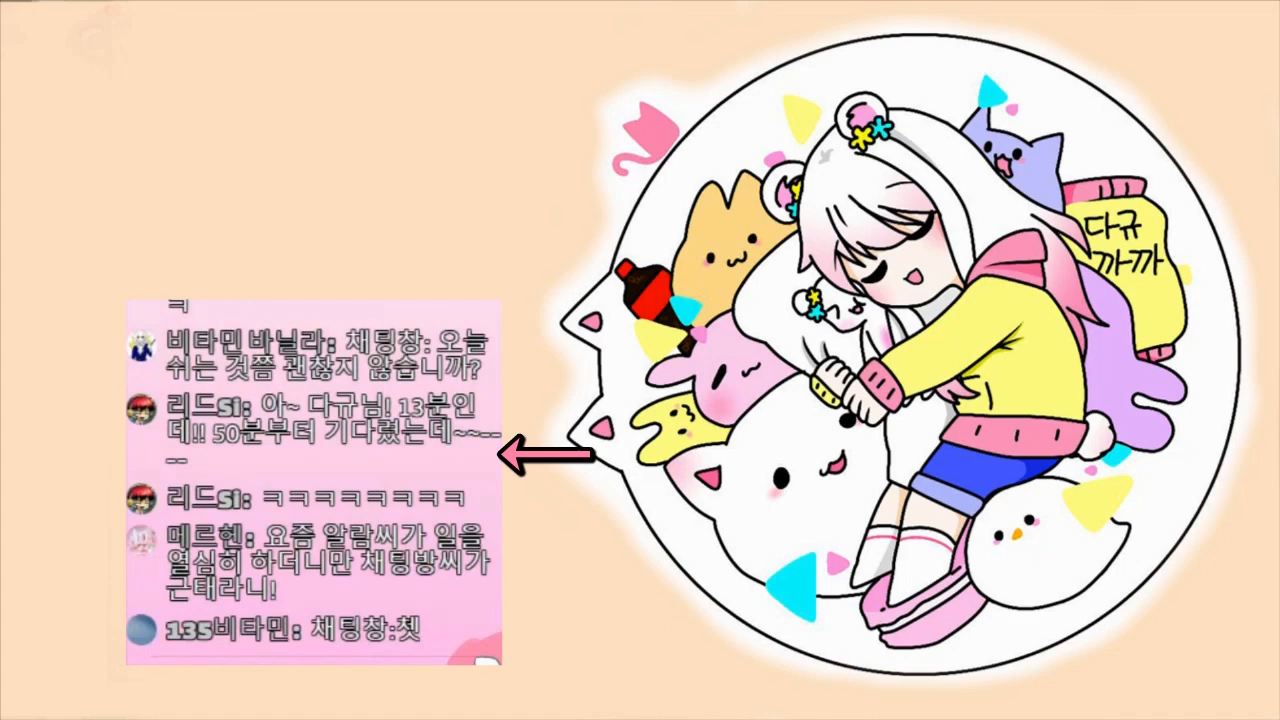 ㅋ
비타민 바닐라: 채팅창: 오늘
쉬는 것쯤 괜찮지 않습니까?
리드Si: 아~ 다규님! 13분인
데!! 50분부터 기다렸는데~~--
--
리드Si: ㅋㅋㅋㅋㅋㅋㅋㅋ
메르헨: 요즘 알람씨가 일을
열심히 하더니만 채팅방씨가
근태라니!
135비타민: 채팅창:쳇
다규
까까